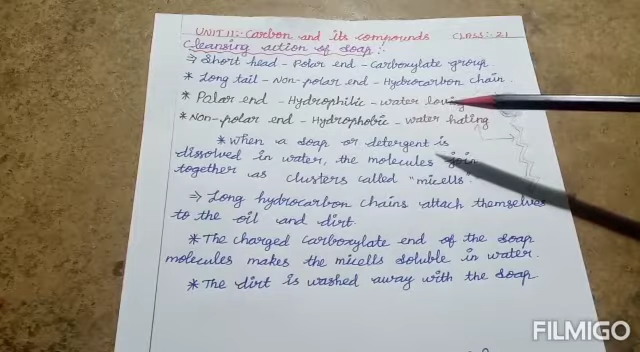 UNIT 11:- Carbon and its compounds CLASS:- 21
Cleansing action of soap:-
⇒ Short head - Polar end - Carboxylate group.
* Long tail - Non-polar end - Hydrocarbon chain.
* Polar end - Hydrophilic - water loving
* Non-polar end - Hydrophobic - water hating
* When a soap or detergent is
dissolved in water, the molecules join
together as clusters called "micells".
⇒ Long hydrocarbon chains attach themselves
to the oil and dirt.
* The charged carboxylate end of the soap
molecules makes the micells soluble in water.
* The dirt is washed away with the soap
FILMIGO